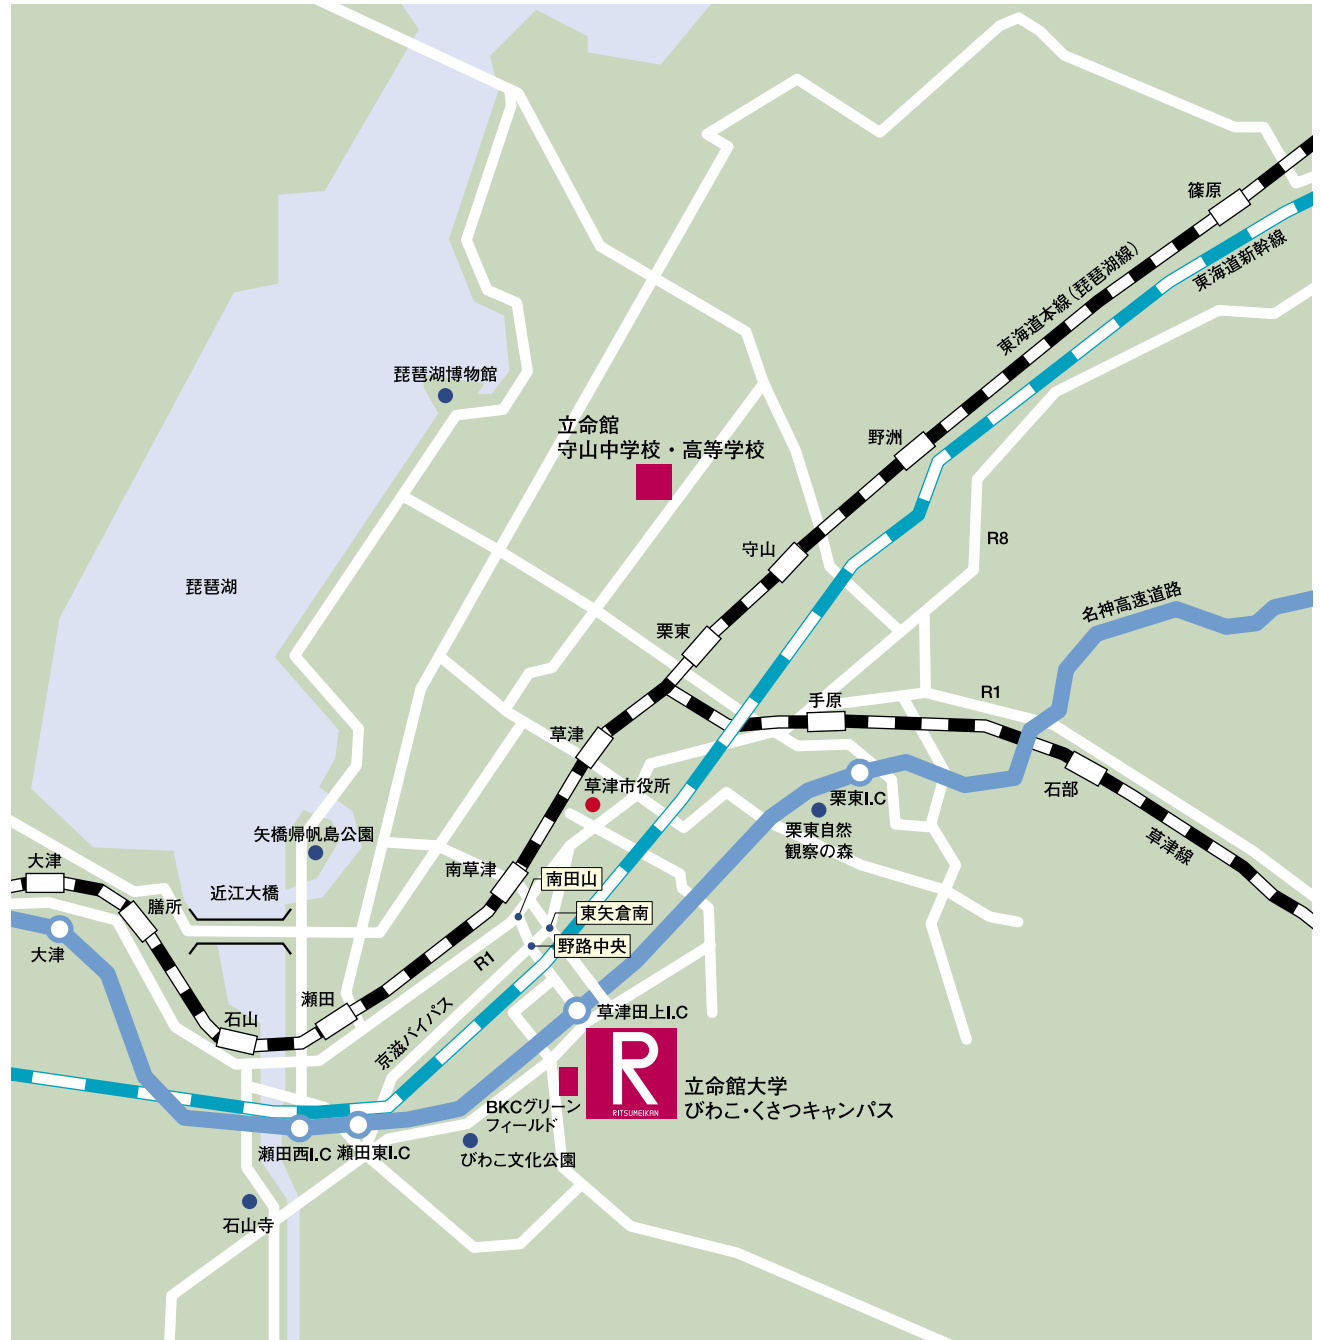 篠原
東海道新幹線
東海道本線（琵琶湖線）
琵琶湖博物館
立命館
守山中学校・高等学校
野洲
守山
R8
琵琶湖
名神高速道路
栗東
手原
R1
草津
草津市役所
石部
栗東I.C
栗東自然
観察の森
草津線
矢橋帰帆島公園
大津
近江大橋
南草津
南田山
膳所
東矢倉南
大津
野路中央
R1
瀬田
石山
京滋バイパス
草津田上I.C
R
RITSUMEIKAN
立命館大学
びわこ・くさつキャンパス
BKCグリーン
フィールド
瀬田西I.C
瀬田東I.C
びわこ文化公園
石山寺